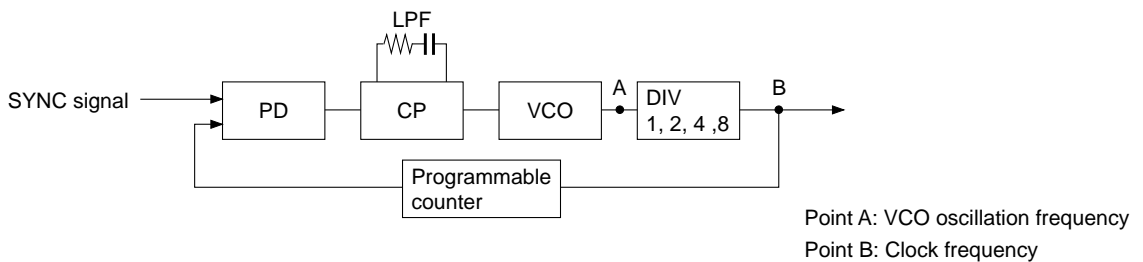 LPF
SYNC signal
PD
CP
VCO
A
DIV
1, 2, 4 ,8
B
Programmable
counter
Point A: VCO oscillation frequency
Point B: Clock frequency